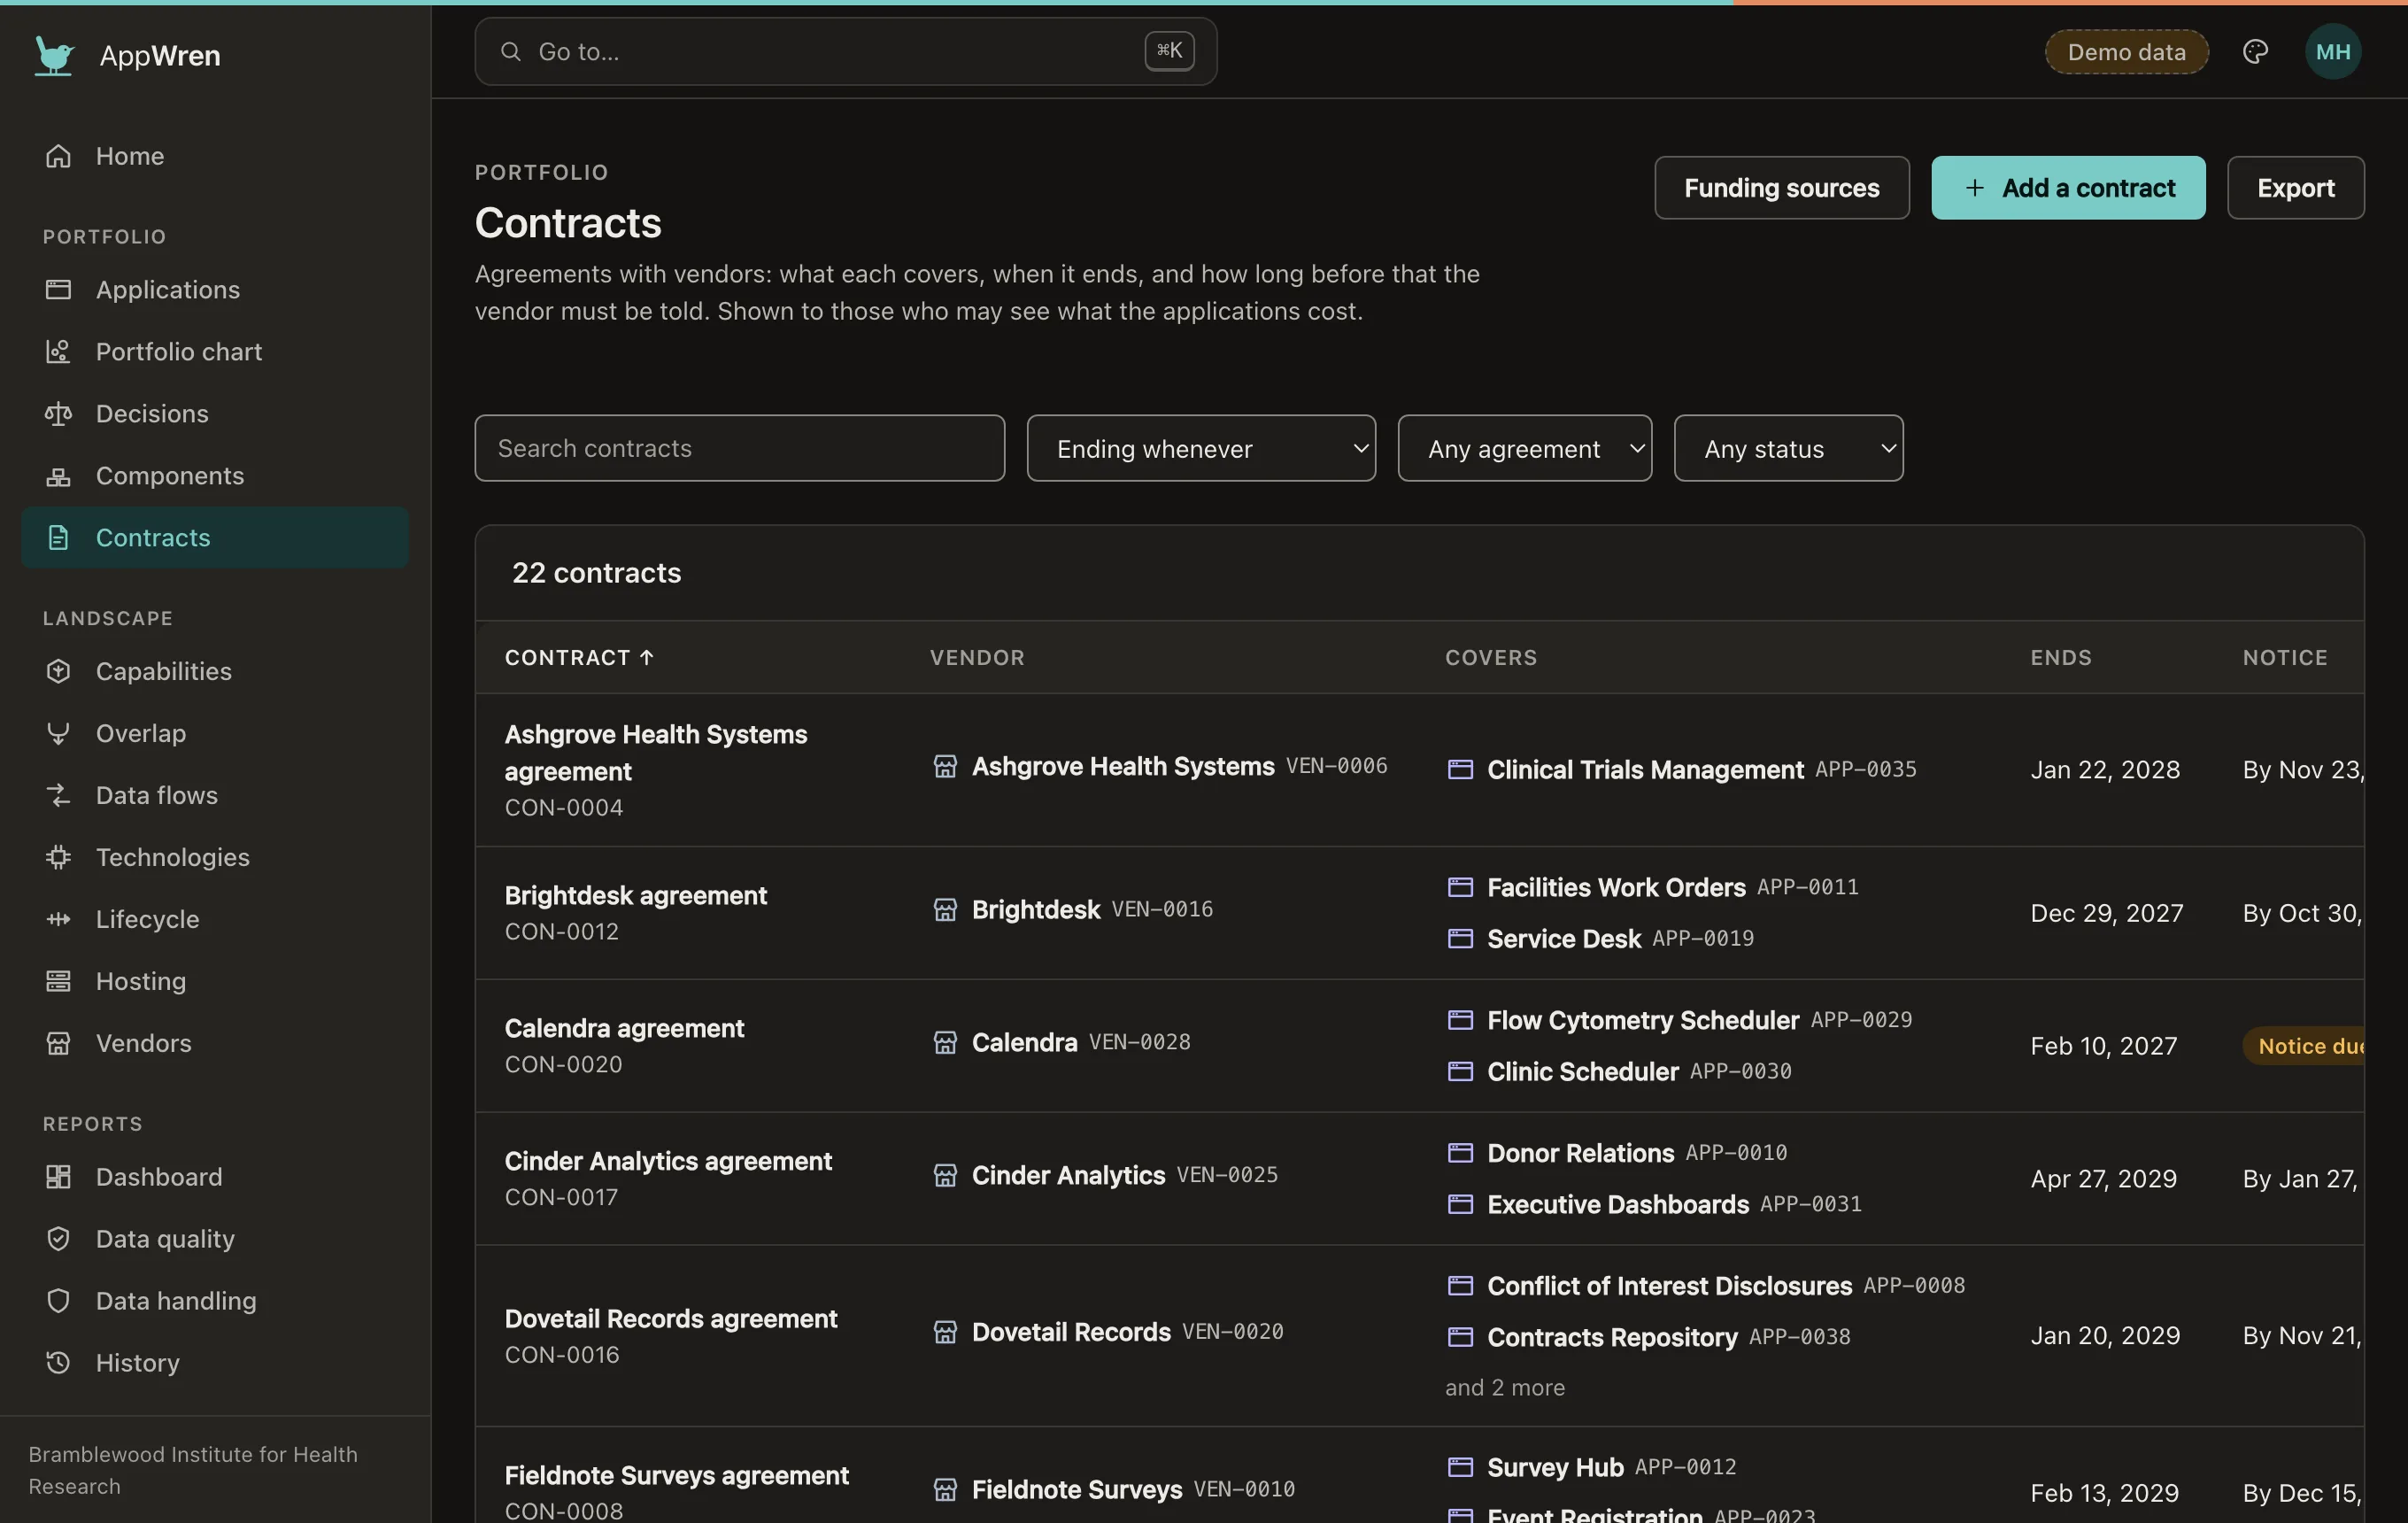 AppWren
Go to...
⌘K
Demo data
MH
Home
PORTFOLIO
Applications
Portfolio chart
Decisions
Components
Contracts
LANDSCAPE
Capabilities
Overlap
Data flows
Technologies
Lifecycle
Hosting
Vendors
REPORTS
Dashboard
Data quality
Data handling
History
Bramblewood Institute for Health
Research
PORTFOLIO
Contracts
Agreements with vendors: what each covers, when it ends, and how long before that the
vendor must be told. Shown to those who may see what the applications cost.
Funding sources
+ Add a contract
Export
Search contracts
Ending whenever
Any agreement
Any status
22 contracts
CONTRACT ↑ VENDOR COVERS ENDS NOTICE
Ashgrove Health Systems
agreement
CON-0004
Ashgrove Health Systems VEN-0006
Clinical Trials Management APP-0035
Jan 22, 2028
By Nov 23,
Brightdesk agreement
CON-0012
Brightdesk VEN-0016
Facilities Work Orders APP-0011
Service Desk APP-0019
Dec 29, 2027
By Oct 30,
Calendra agreement
CON-0020
Calendra VEN-0028
Flow Cytometry Scheduler APP-0029
Clinic Scheduler APP-0030
Feb 10, 2027
Notice due
Cinder Analytics agreement
CON-0017
Cinder Analytics VEN-0025
Donor Relations APP-0010
Executive Dashboards APP-0031
Apr 27, 2029
By Jan 27,
Dovetail Records agreement
CON-0016
Dovetail Records VEN-0020
Conflict of Interest Disclosures APP-0008
Contracts Repository APP-0038
and 2 more
Jan 20, 2029
By Nov 21,
Fieldnote Surveys agreement
CON-0008
Fieldnote Surveys VEN-0010
Survey Hub APP-0012
Event Registration APP-0023
Feb 13, 2029
By Dec 15,